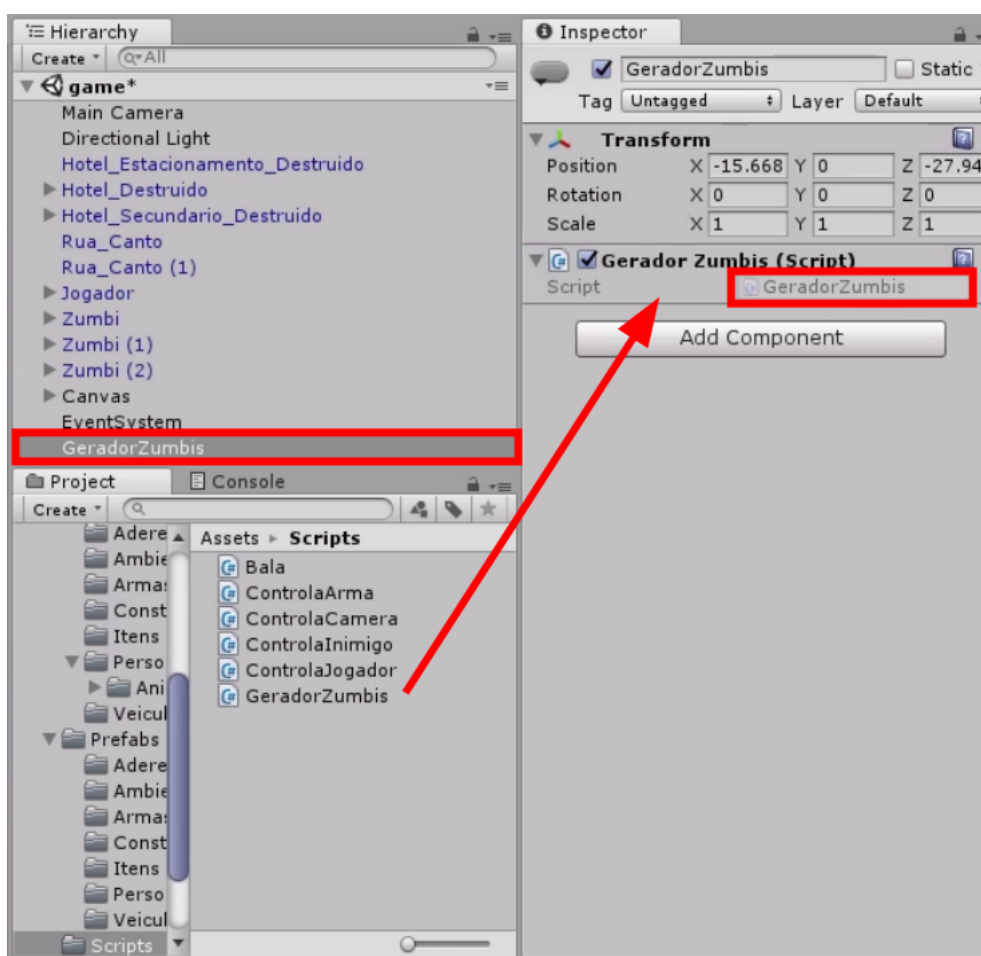 Hierarchy
Create
All
game*
Main Camera
Directional Light
Hotel_Estacionamento_Destruido
Hotel_Destruido
Hotel_Secundario_Destruido
Rua_Canto
Rua_Canto (1)
Jogador
Zumbi
Zumbi (1)
Zumbi (2)
Canvas
EventSystem
GeradorZumbis
Project Console
Create
Adere
Ambie
Arma
Const
Itens
Perso
Ani
Veicul
Prefabs
Adere
Ambie
Arma
Const
Itens
Perso
Veicul
Scripts
Assets Scripts
Bala
ControlaArma
ControlaCamera
ControlaInimigo
ControlaJogador
GeradorZumbis
Inspector
GeradorZumbis Static
Tag Untagged Layer Default
Transform
Position X -15.668 Y 0 Z -27.94
Rotation X 0 Y 0 Z 0
Scale X 1 Y 1 Z 1
Gerador Zumbis (Script)
Script GeradorZumbis
Add Component